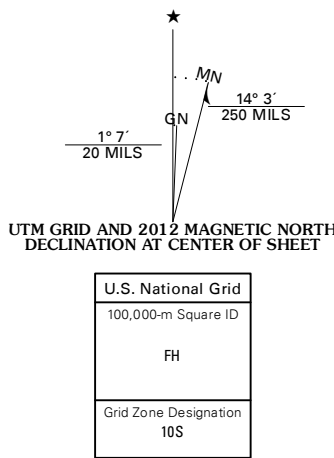 ★
MN
GN
1° 7´
20 MILS
14° 3´
250 MILS
UTM GRID AND 2012 MAGNETIC NORTH
DECLINATION AT CENTER OF SHEET
U.S. National Grid
100,000-m Square ID
FH
Grid Zone Designation
10S